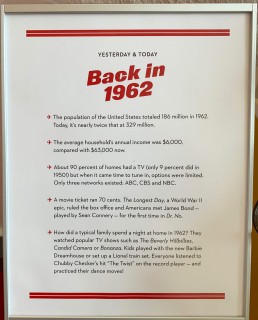 YESTERDAY & TODAY
Back in
1962
✈ The population of the United States totaled 186 million in 1962.
Today, it's nearly twice that at 329 million.
✈ The average household's annual income was $6,000,
compared with $63,000 now.
✈ About 90 percent of homes had a TV (only 9 percent did in
1950!) but when it came time to tune in, options were limited.
Only three networks existed: ABC, CBS and NBC.
✈ A movie ticket ran 70 cents. The Longest Day, a World War II
epic, ruled the box office and Americans met James Bond —
played by Sean Connery — for the first time in Dr. No.
✈ How did a typical family spend a night at home in 1962? They
watched popular TV shows such as The Beverly Hillbillies,
Candid Camera or Bonanza. Kids played with the new Barbie
Dreamhouse or set up a Lionel train set. Everyone listened to
Chubby Checker's hit "The Twist" on the record player — and
practiced their dance moves!